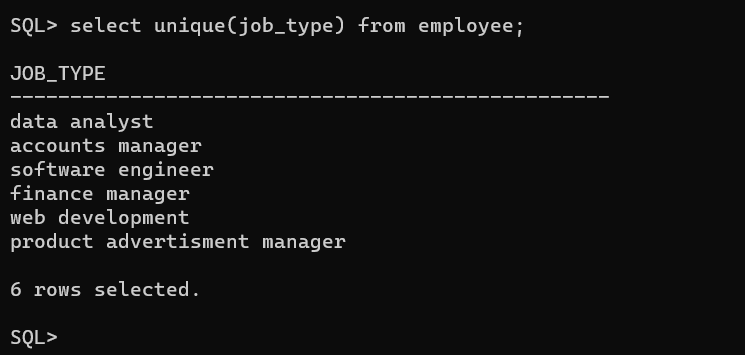 SQL> select unique(job_type) from employee;
JOB_TYPE
--------------------------------------------------
data analyst
accounts manager
software engineer
finance manager
web development
product advertisment manager
6 rows selected.
SQL>